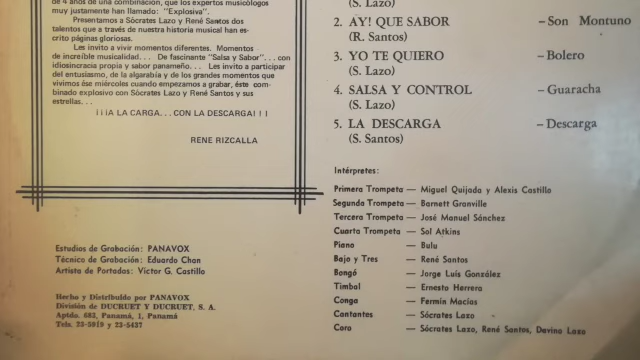 de 4 años de una combinación, que los expertos musicólogos
muy justamente han llamado: "Explosiva".
Presentamos a Sócrates Lazo y René Santos dos
talentos que a través de nuestra historia musical han es-
crito páginas gloriosas.
Les invito a vivir momentos diferentes. Momentos
de increíble musicalidad... De fascinante "Salsa y Sabor"... con
idiosincracia propia y sabor panameño... Les invito a participar
del entusiasmo, de la algarabía y de los grandes momentos que
vivimos ése miércoles cuando empezamos a grabar, éste com-
binado explosivo con Sócrates Lazo y René Santos y sus
estrellas...
¡¡¡A LA CARGA... CON LA DESCARGA!!!
RENE RIZCALLA
Estudios de Grabación: PANAVOX
Técnico de Grabación: Eduardo Chan
Artista de Portadas: Victor G. Castillo
Hecho y Distribuido por PANAVOX
División de DUCRUET Y DUCRUET, S. A.
Aptdo. 682, Panamá, 1, Panamá
Tels. 23-5919 y 23-5437
(S. Lazo)
2. AY! QUE SABOR – Son Montuno
(R. Santos)
3. YO TE QUIERO – Bolero
(S. Lazo)
4. SALSA Y CONTROL – Guaracha
(S. Lazo)
5. LA DESCARGA – Descarga
(S. Santos)
Intérpretes:
Primera Trompeta — Miguel Quijada y Alexis Castillo
Segunda Trompeta — Barnett Granville
Tercera Trompeta — José Manuel Sánchez
Cuarta Trompeta — Sol Atkins
Piano — Bulu
Bajo y Tres — René Santos
Bongó — Jorge Luis González
Timbal — Ernesto Herrera
Conga — Fermín Macías
Cantantes — Sócrates Lazo
Coro — Sócrates Lazo, René Santos, Davino Lazo